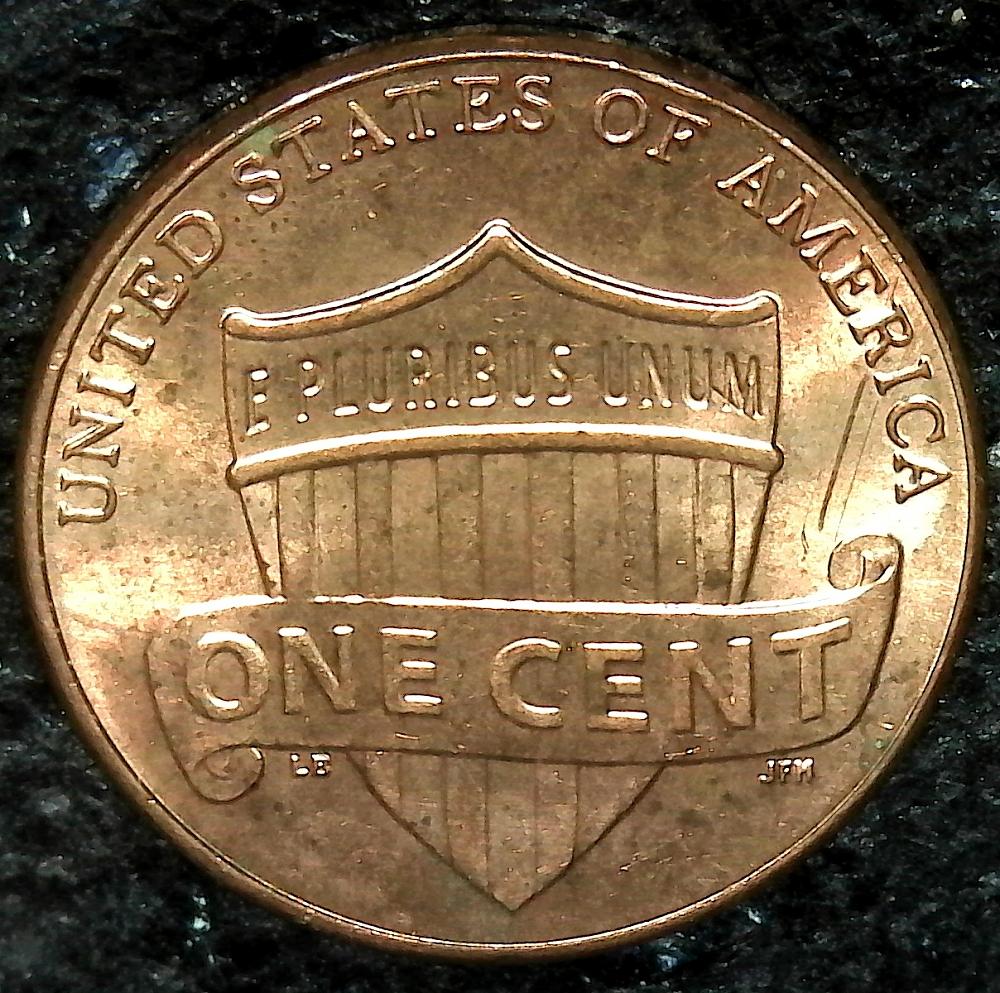 UNITED STATES OF AMERICA
E PLURIBUS UNUM
ONE CENT
LB JFM